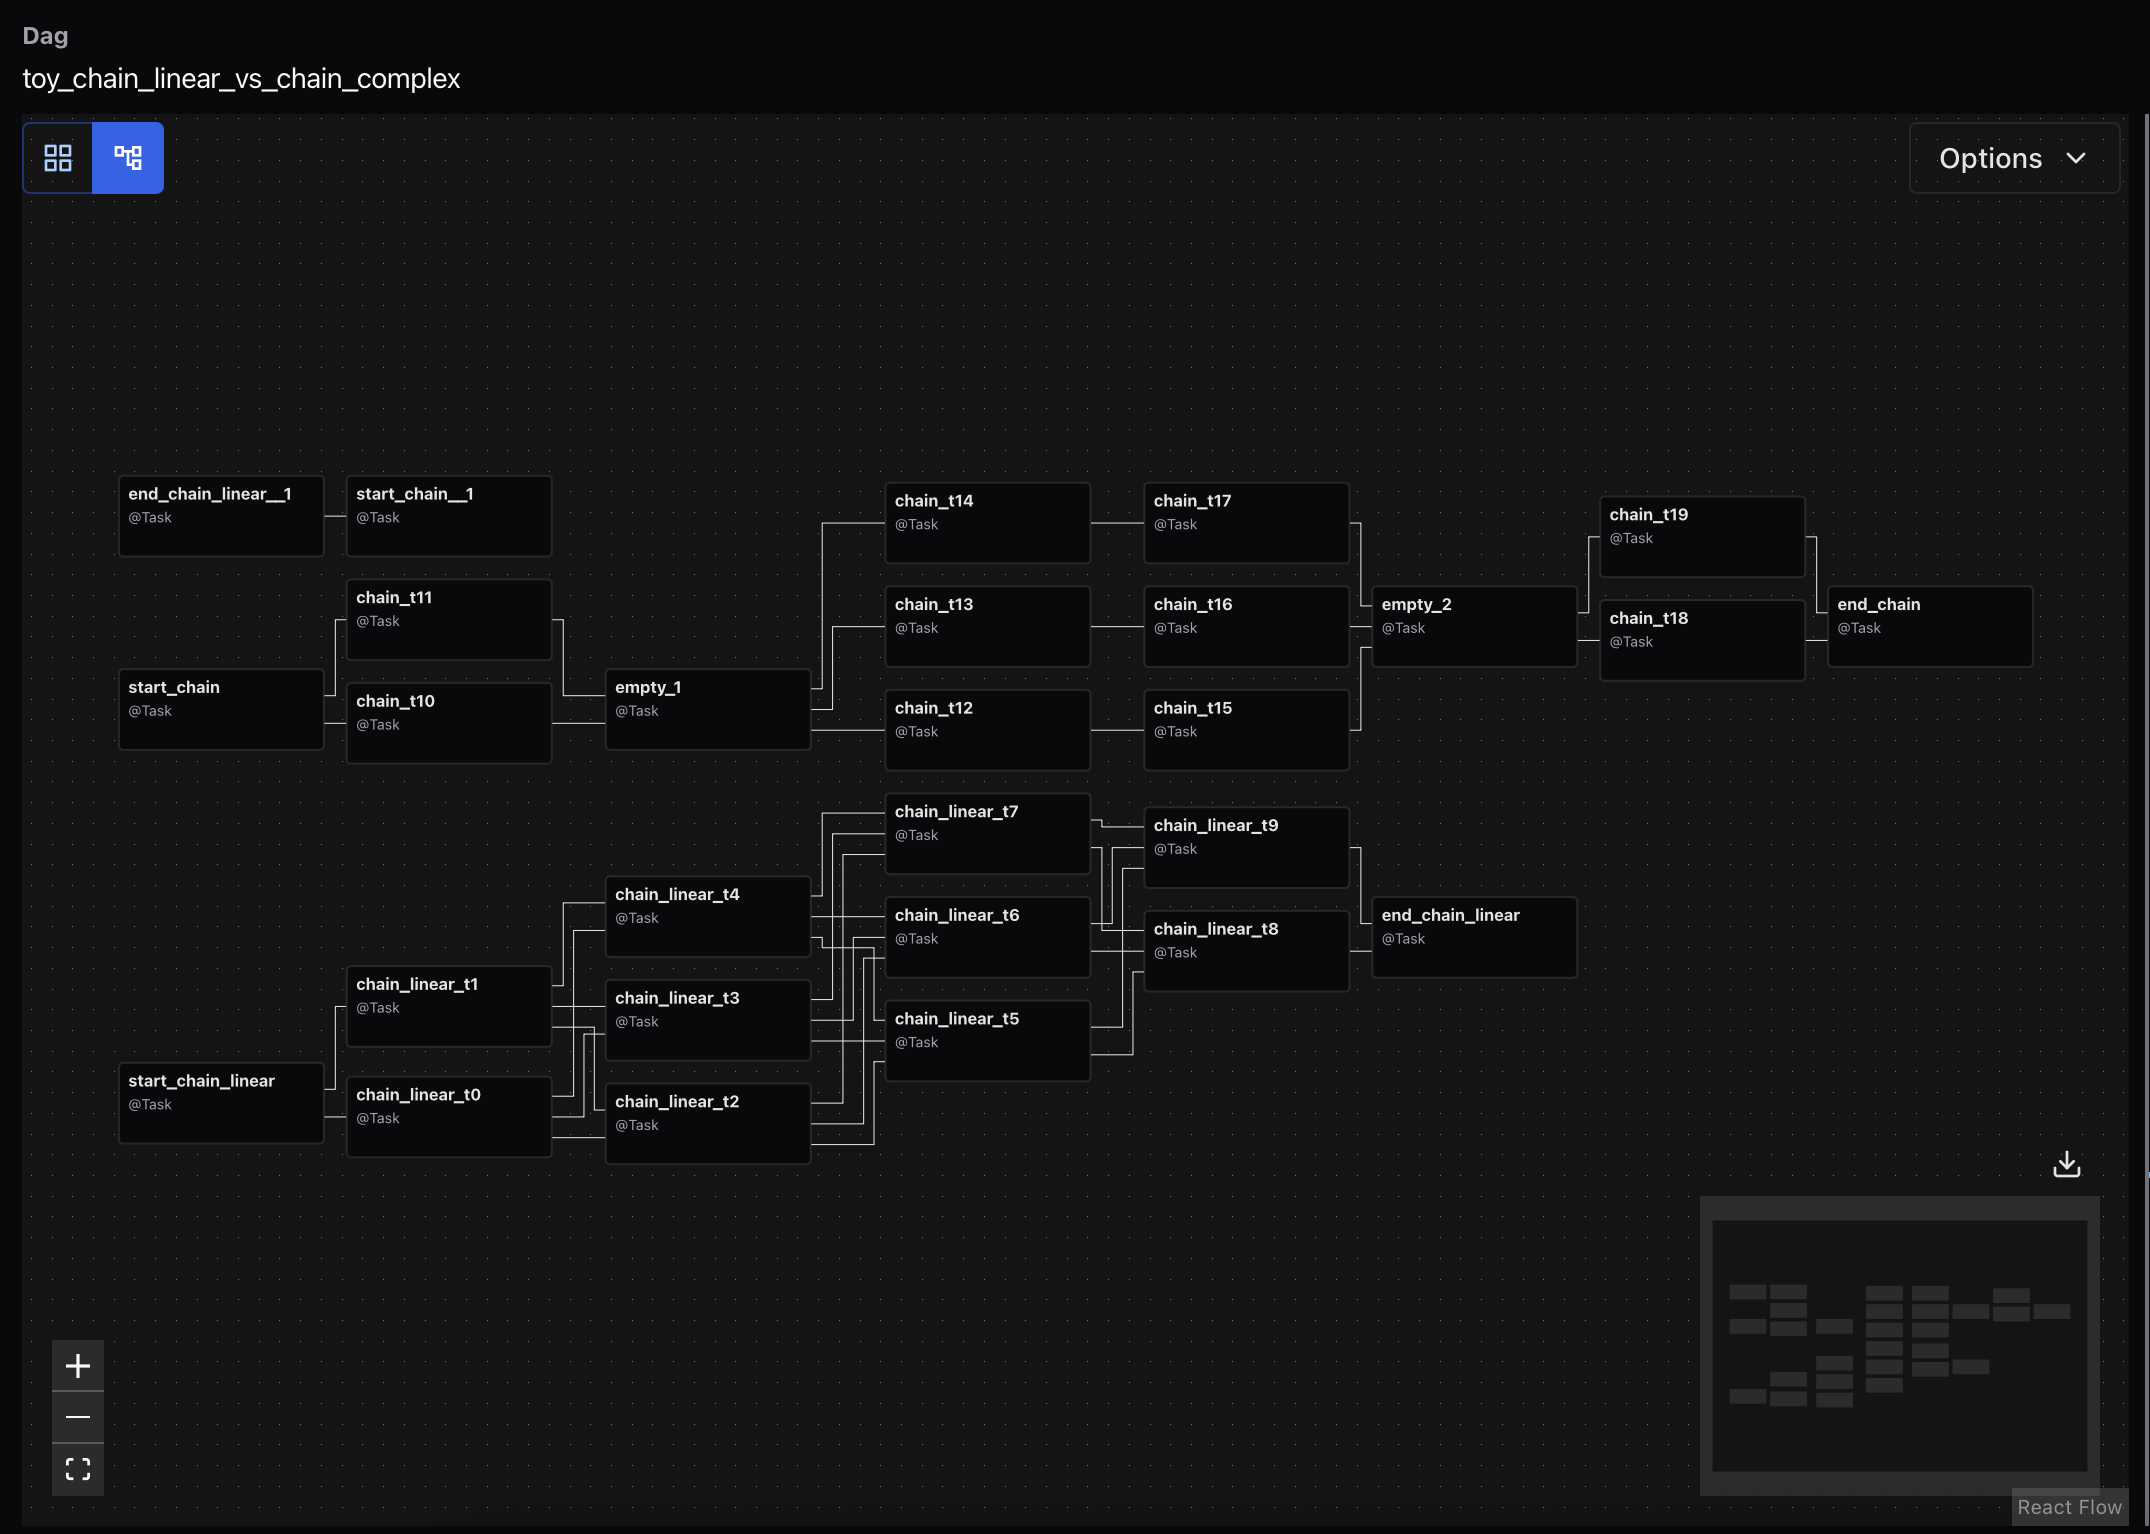 Dag
toy_chain_linear_vs_chain_complex
Options
end_chain_linear__1
@Task
start_chain__1
@Task
chain_t14
@Task
chain_t17
@Task
chain_t19
@Task
chain_t11
@Task
chain_t13
@Task
chain_t16
@Task
empty_2
@Task
chain_t18
@Task
end_chain
@Task
start_chain
@Task
chain_t10
@Task
empty_1
@Task
chain_t12
@Task
chain_t15
@Task
chain_linear_t7
@Task
chain_linear_t9
@Task
chain_linear_t4
@Task
chain_linear_t6
@Task
chain_linear_t8
@Task
end_chain_linear
@Task
chain_linear_t1
@Task
chain_linear_t3
@Task
chain_linear_t5
@Task
start_chain_linear
@Task
chain_linear_t0
@Task
chain_linear_t2
@Task
React Flow